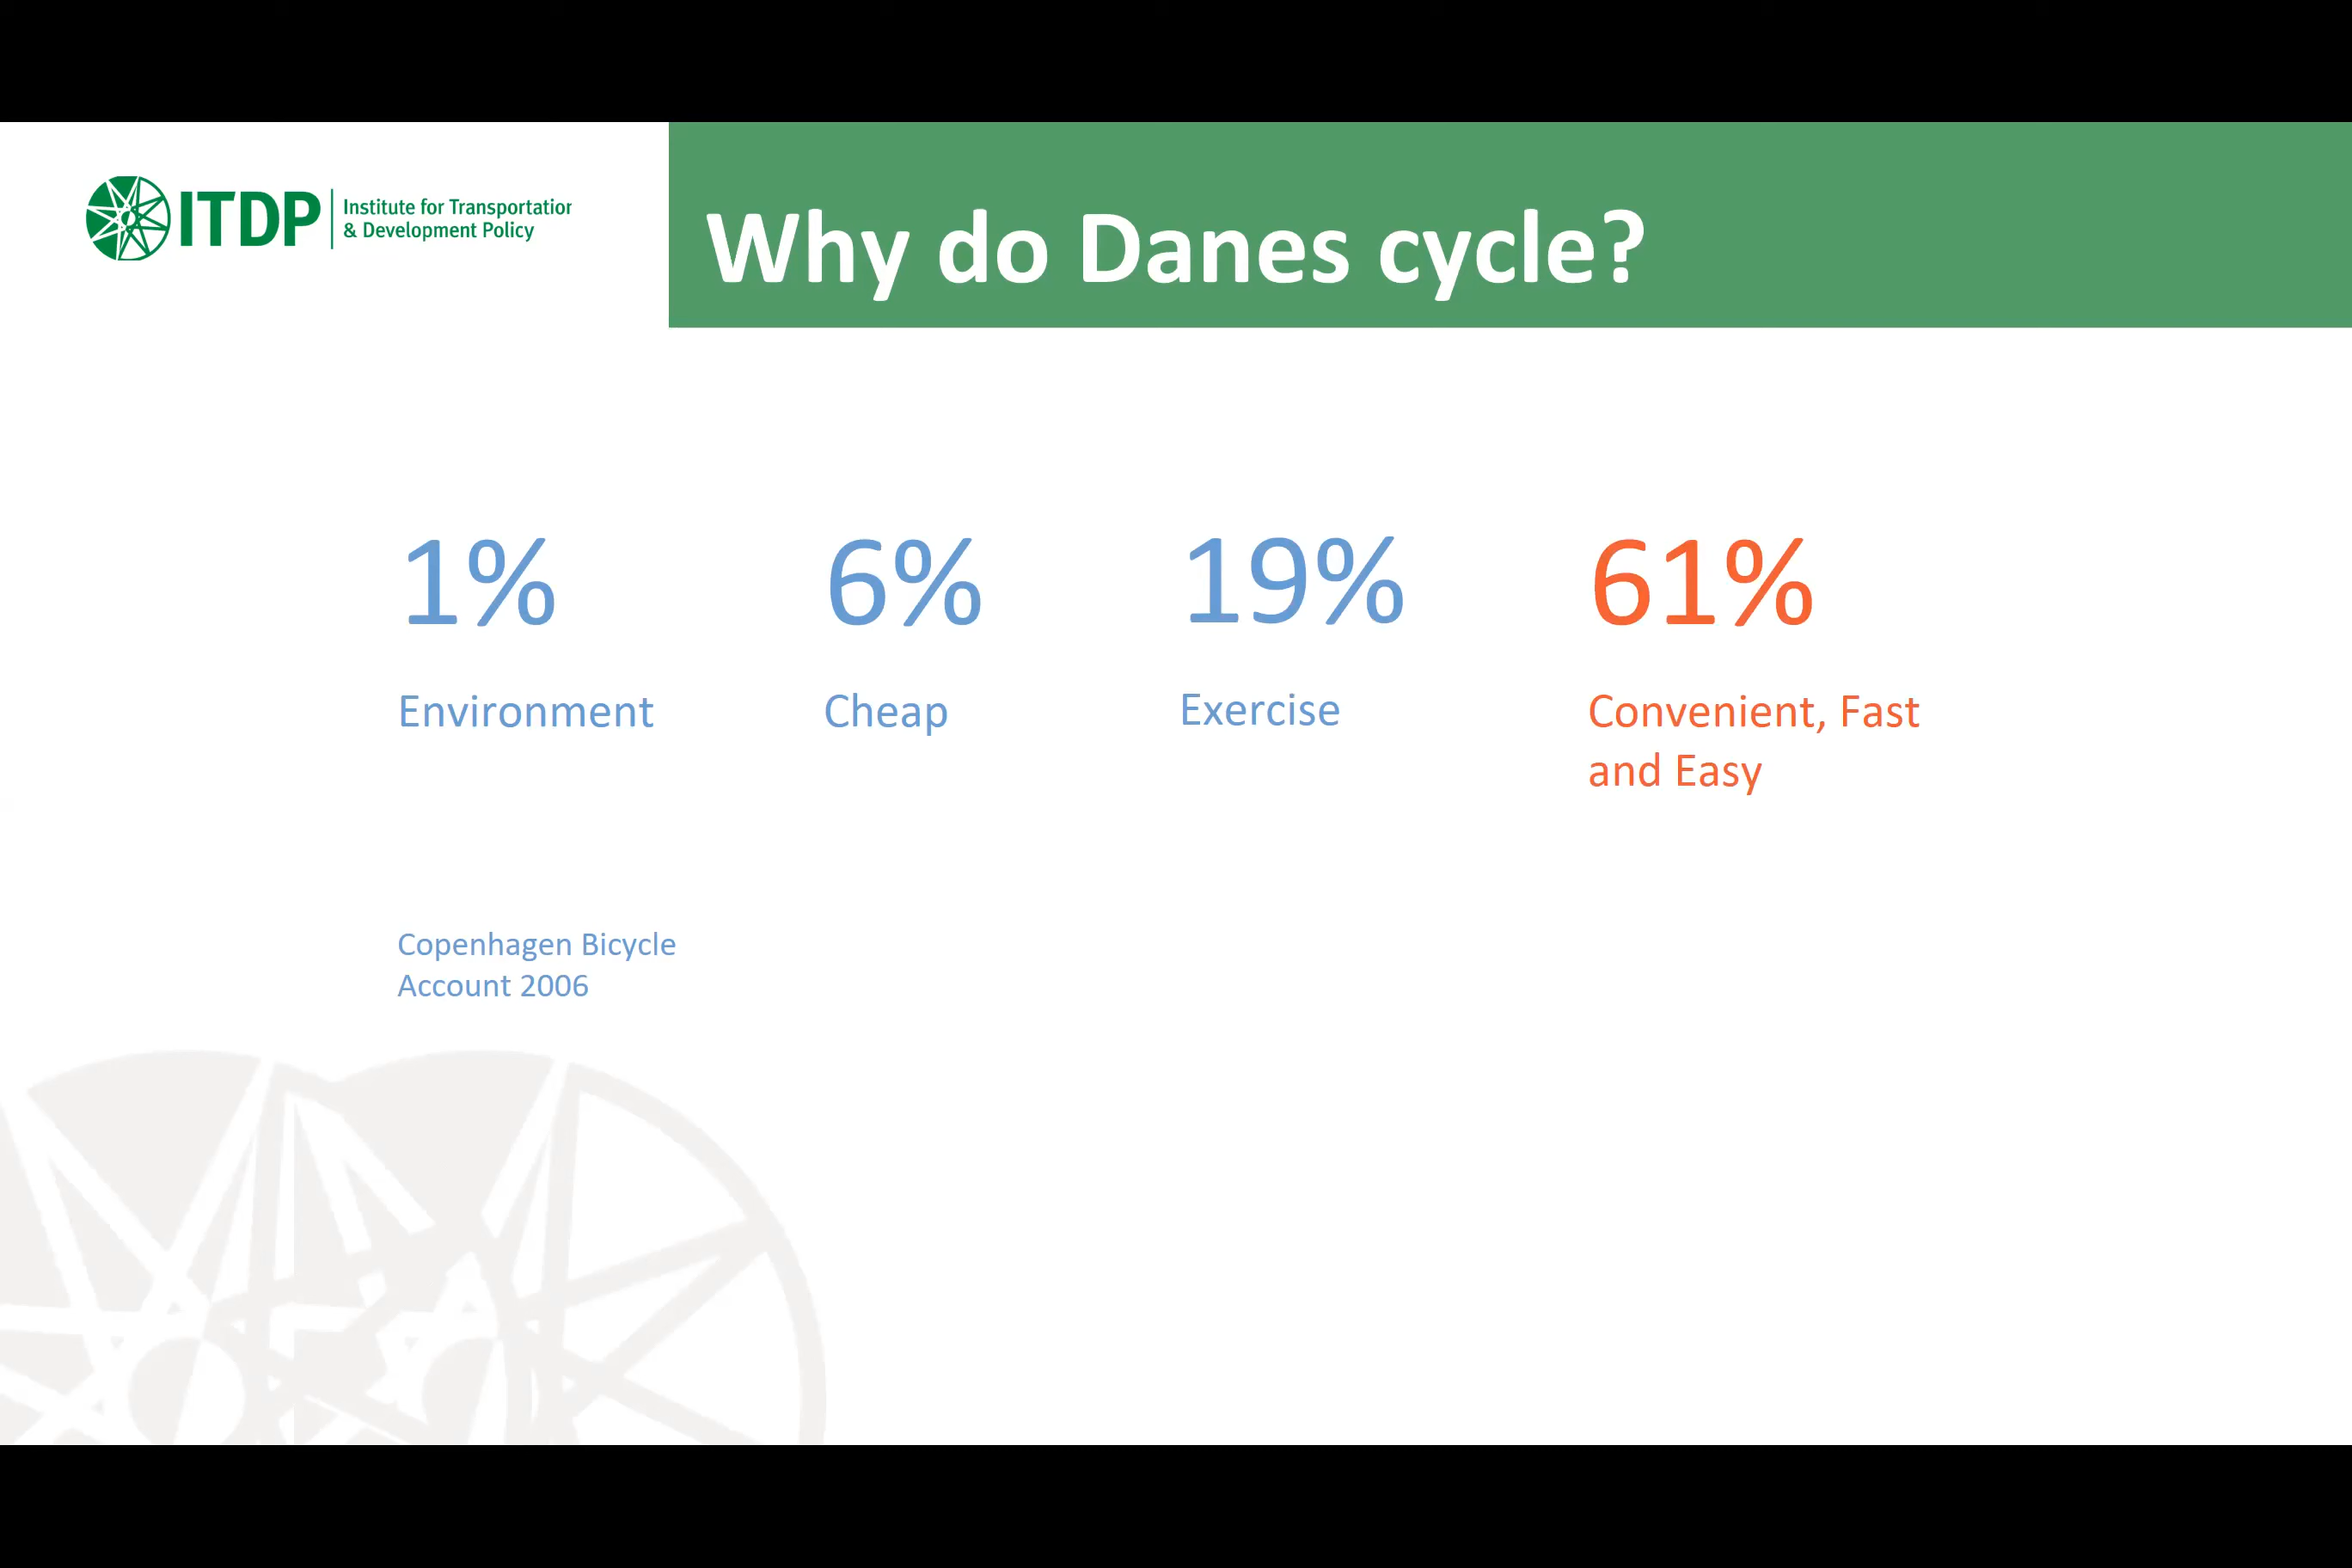 ITDP
Institute for Transportation
& Development Policy
Why do Danes cycle?
1%
Environment
6%
Cheap
19%
Exercise
61%
Convenient, Fast
and Easy
Copenhagen Bicycle
Account 2006